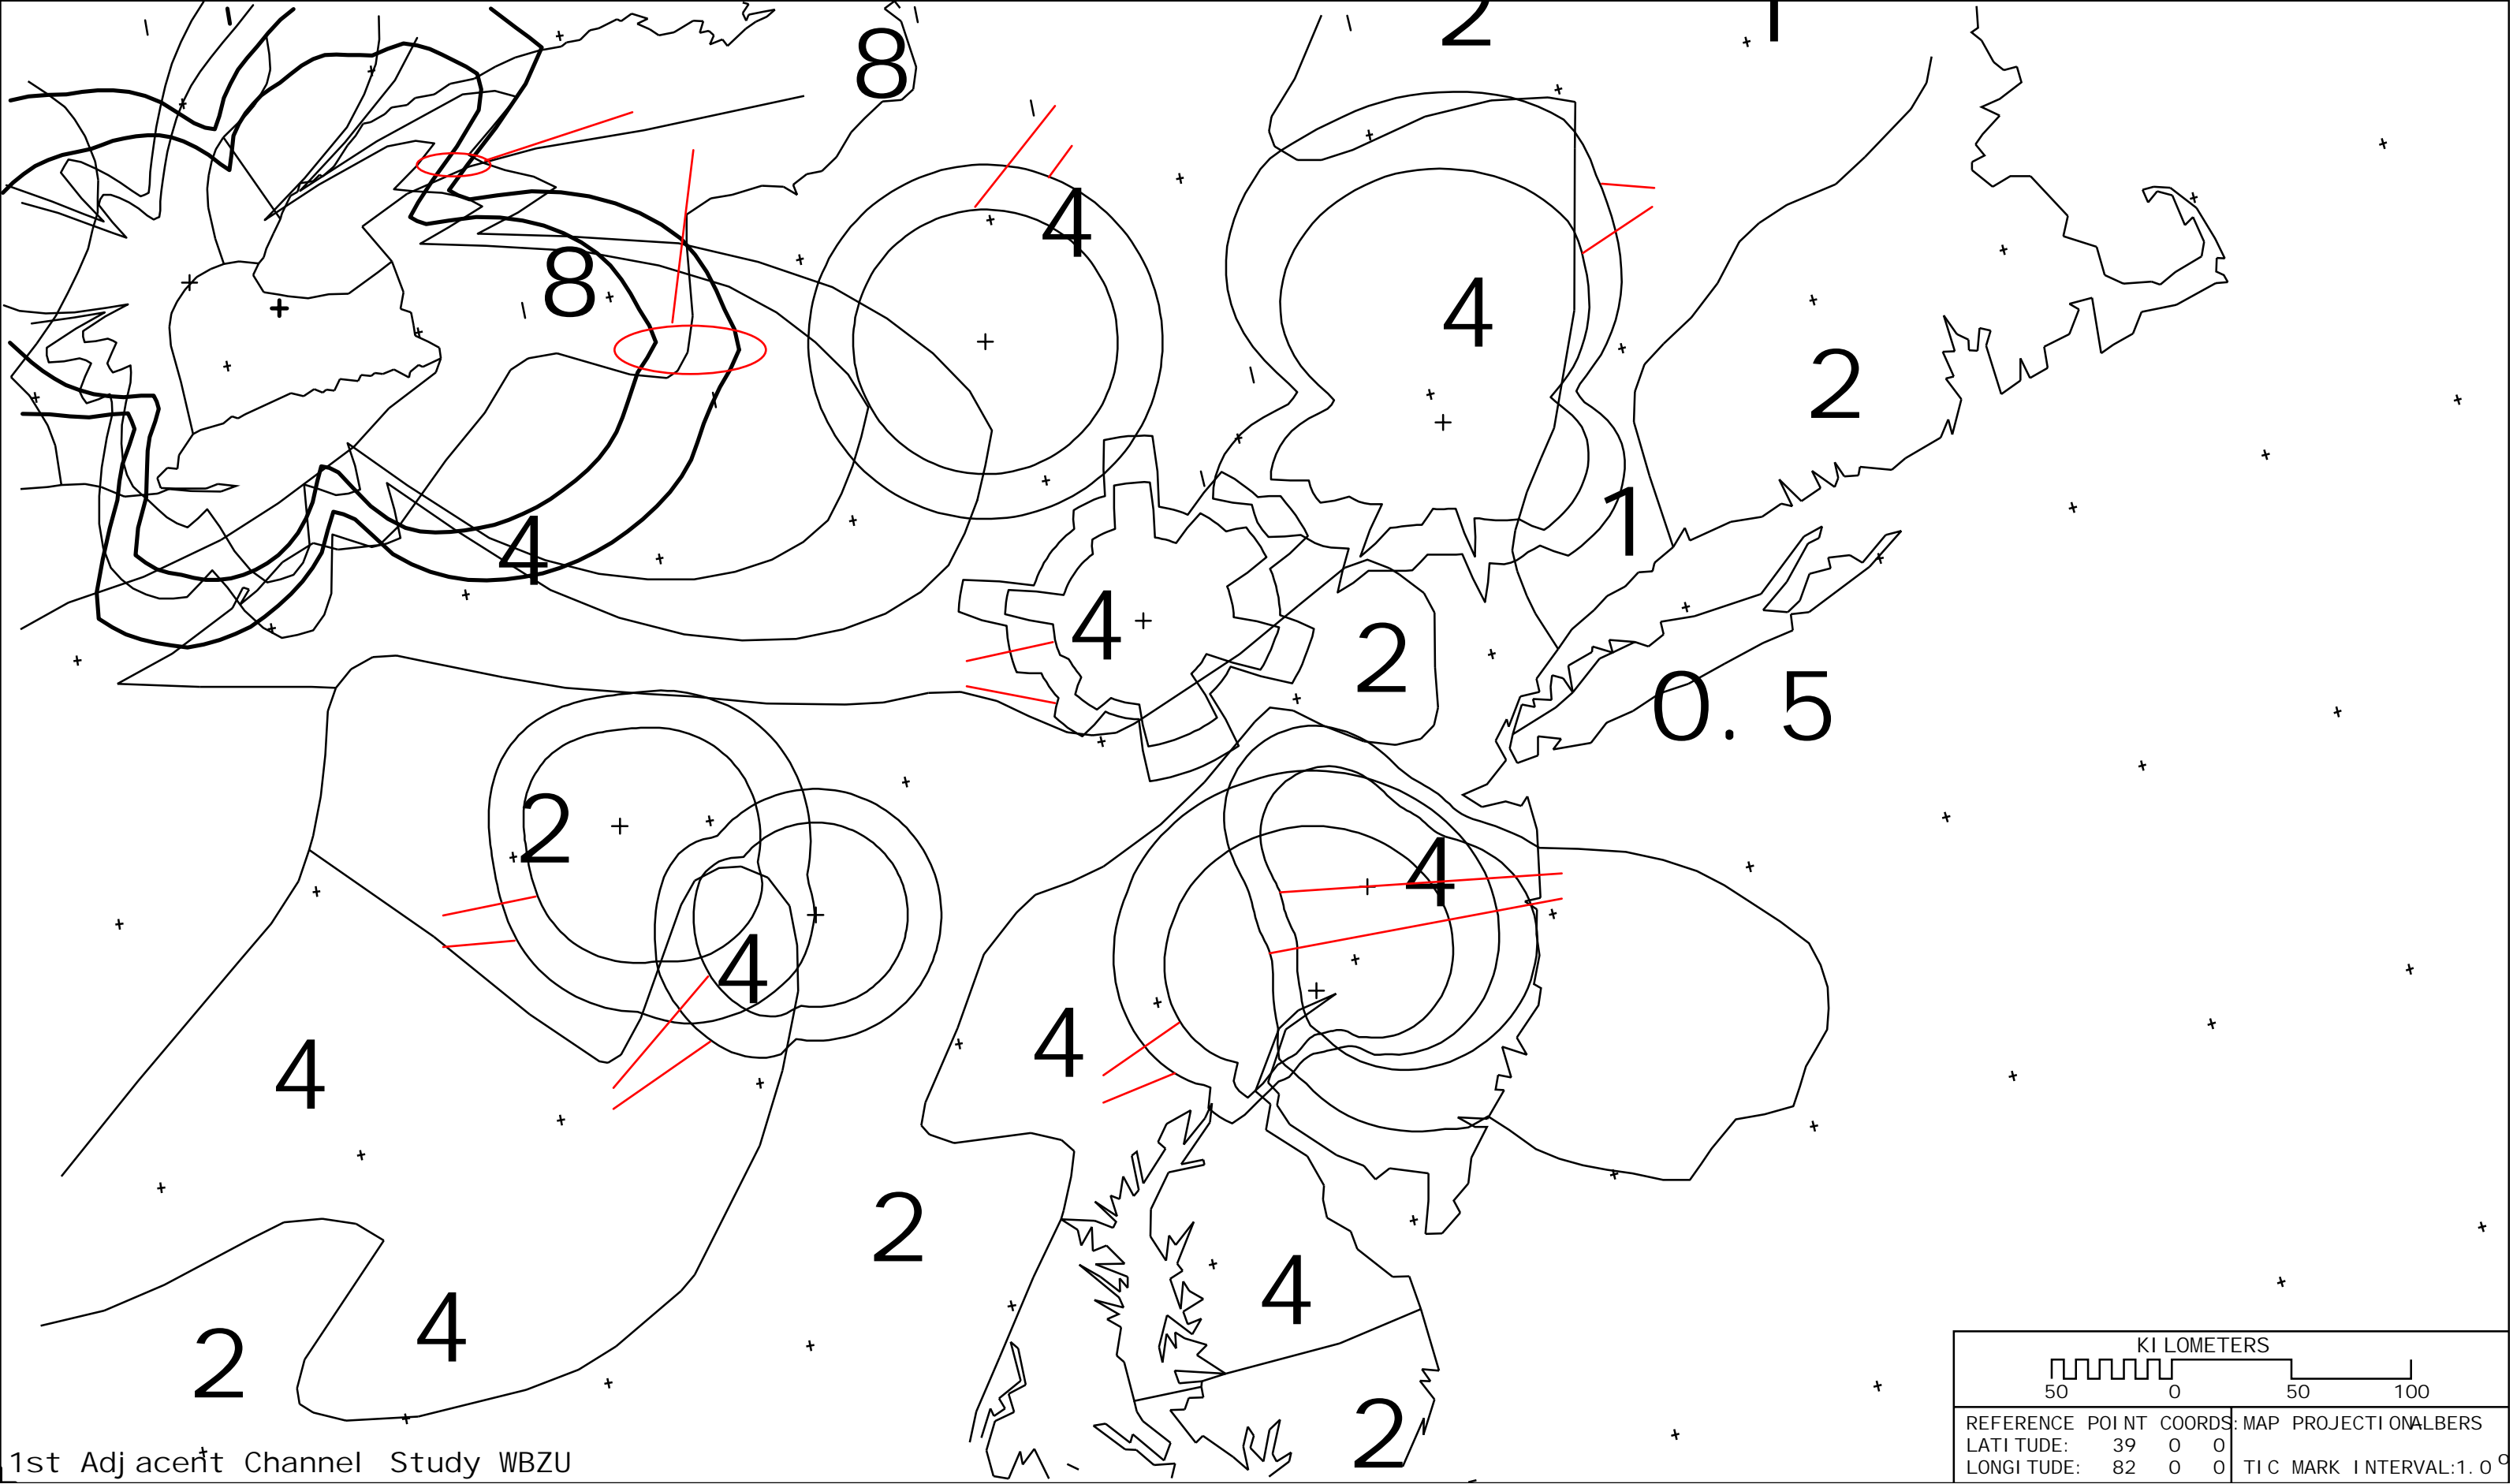 2
1
8
4
8
4
2
1
4
4
2
0.5
2
4
4
4
4
2
4
4
2
2
KILOMETERS
50 0 50 100
REFERENCE POINT COORDS:
LATITUDE: 39 0 0
LONGITUDE: 82 0 0
MAP PROJECTION:ALBERS
TIC MARK INTERVAL:1.0°
1st Adjacent Channel Study WBZU